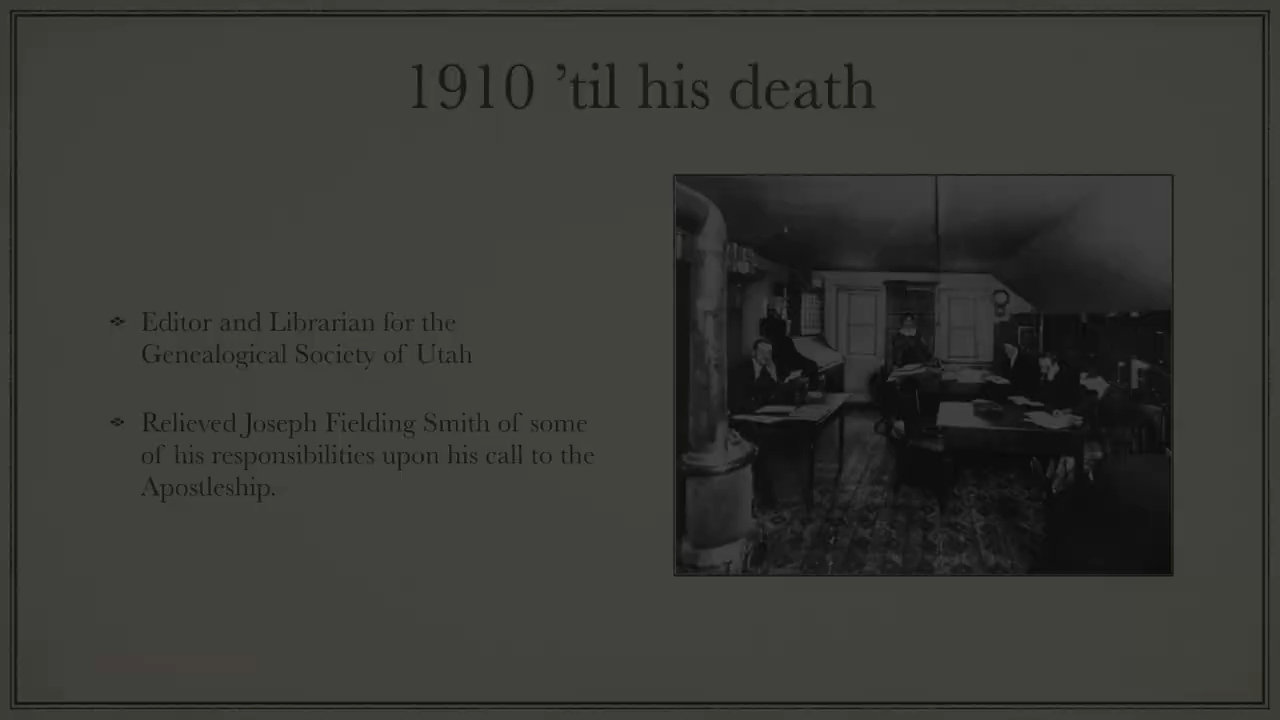 1910 ’til his death
Editor and Librarian for the
Genealogical Society of Utah
Relieved Joseph Fielding Smith of some
of his responsibilities upon his call to the
Apostleship.